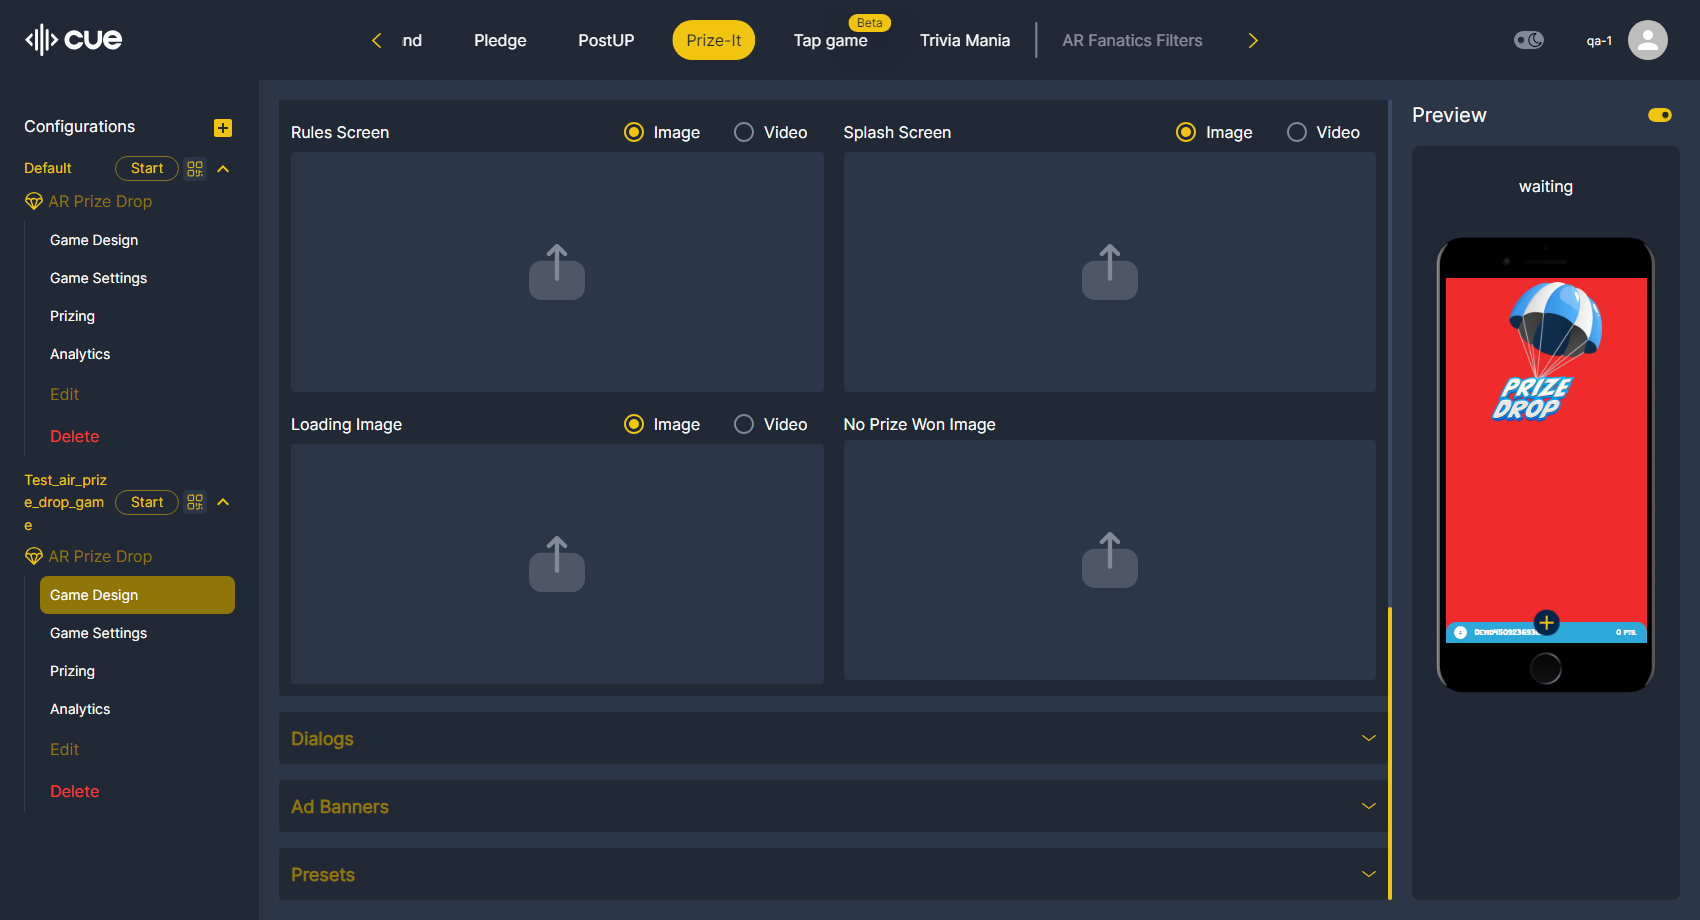 cue
nd
Pledge
PostUP
Prize-It
Beta
Tap game
Trivia Mania
AR Fanatics Filters
qa-1
Configurations
Default
Start
AR Prize Drop
Game Design
Game Settings
Prizing
Analytics
Edit
Delete
Test_air_priz
e_drop_gam
e
Start
AR Prize Drop
Game Design
Game Settings
Prizing
Analytics
Edit
Delete
Rules Screen
Image
Video
Splash Screen
Image
Video
Loading Image
Image
Video
No Prize Won Image
Dialogs
Ad Banners
Presets
Preview
waiting
PRIZE
DROP
0 PTS.